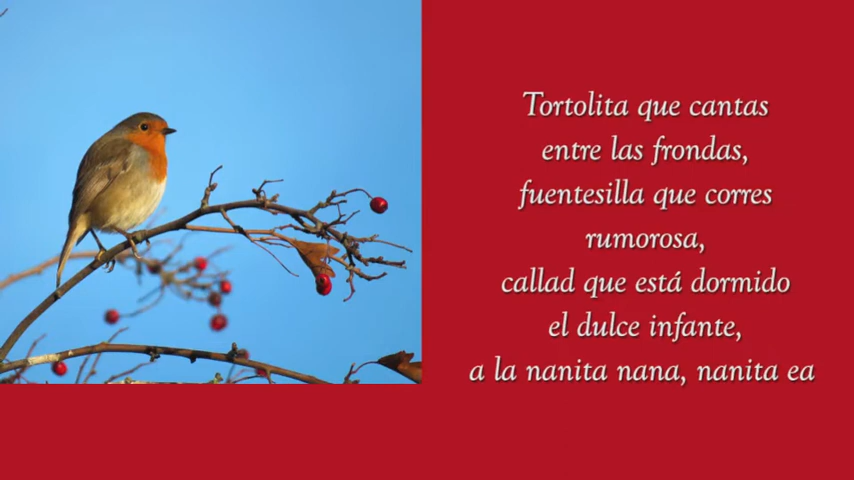 Tortolita que cantas
entre las frondas,
fuentesilla que corres
rumorosa,
callad que está dormido
el dulce infante,
a la nanita nana, nanita ea